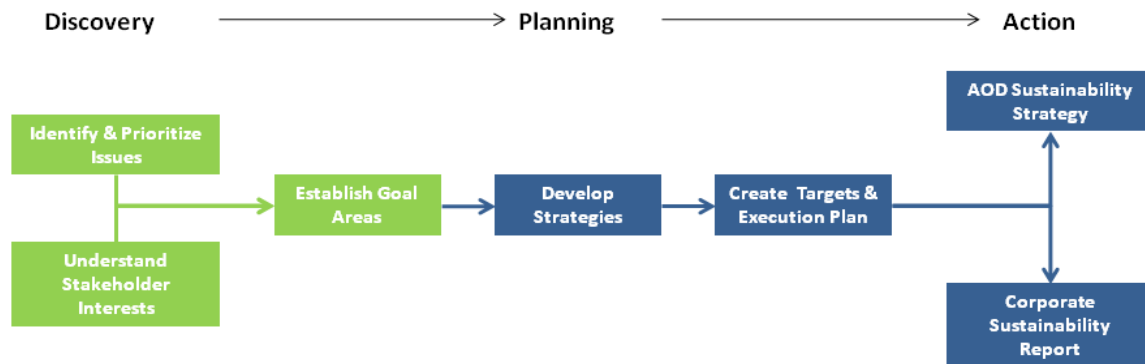 Discovery
Planning
Action
AOD Sustainability
Strategy
Identify & Prioritize
Issues
Establish Goal
Areas
Develop
Strategies
Create Targets &
Execution Plan
Understand
Stakeholder
Interests
Corporate
Sustainability
Report